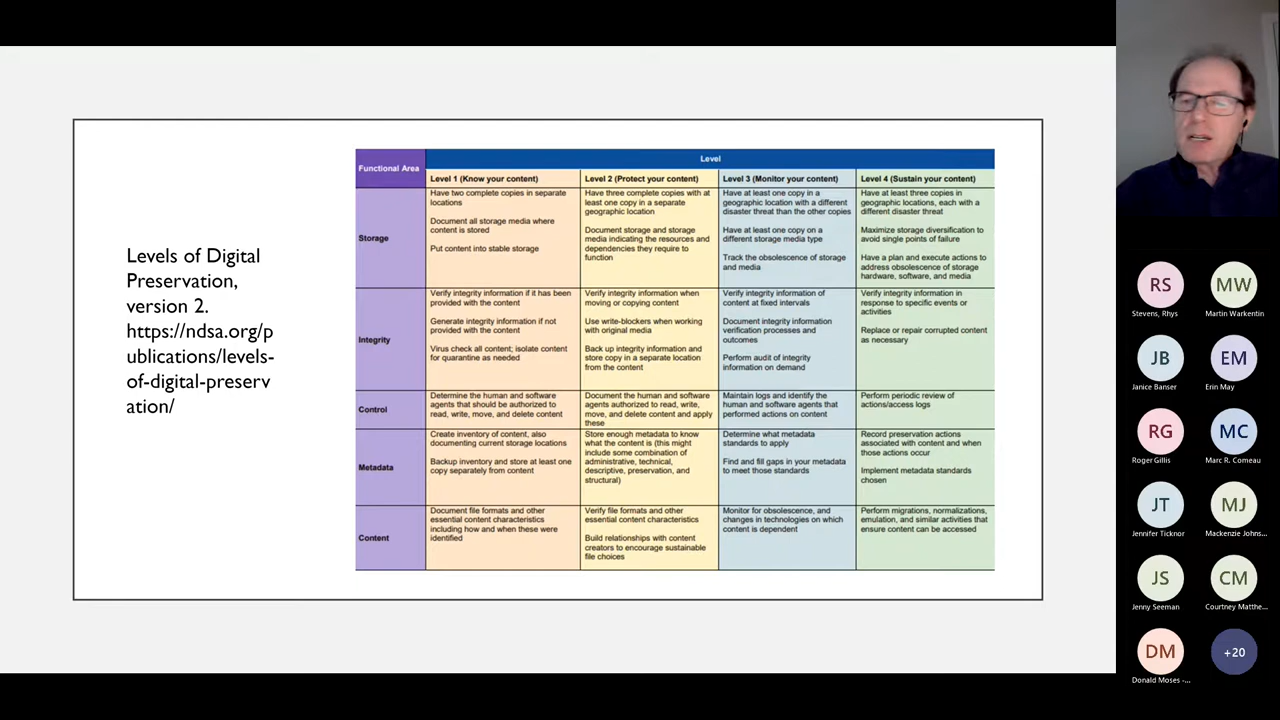 Levels of Digital
Preservation,
version 2.
https://ndsa.org/p
ublications/levels-
of-digital-preserv
ation/
Functional Area
Level
Level 1 (Know your content)
Level 2 (Protect your content)
Level 3 (Monitor your content)
Level 4 (Sustain your content)
Storage
Have two complete copies in separate
locations
Document all storage media where
content is stored
Put content into stable storage
Have three complete copies with at
least one copy in a separate
geographic location
Document storage and storage
media indicating the resources and
dependencies they require to
function
Have at least one copy in a
geographic location with a different
disaster threat than the other copies
Have at least one copy on a
different storage media type
Track the obsolescence of storage
and media
Have at least three copies in
geographic locations, each with a
different disaster threat
Maximize storage diversification to
avoid single points of failure
Have a plan and execute actions to
address obsolescence of storage
hardware, software, and media
Integrity
Verify integrity information if it has been
provided with the content
Generate integrity information if not
provided with the content
Virus check all content; isolate content
for quarantine as needed
Verify integrity information when
moving or copying content
Use write-blockers when working
with original media
Back up integrity information and
store copy in a separate location
from the content
Verify integrity information of
content at fixed intervals
Document integrity information
verification processes and
outcomes
Perform audit of integrity
information on demand
Verify integrity information in
response to specific events or
activities
Replace or repair corrupted content
as necessary
Control
Determine the human and software
agents that should be authorized to
read, write, move, and delete content
Document the human and software
agents authorized to read, write,
move, and delete content and apply
these
Maintain logs and identify the
human and software agents that
performed actions on content
Perform periodic review of
actions/access logs
Metadata
Create inventory of content, also
documenting current storage locations
Backup inventory and store at least one
copy separately from content
Store enough metadata to know
what the content is (this might
include some combination of
administrative, technical,
descriptive, preservation, and
structural)
Determine what metadata
standards to apply
Find and fill gaps in your metadata
to meet those standards
Record preservation actions
associated with content and when
those actions occur
Implement metadata standards
chosen
Content
Document file formats and other
essential content characteristics
including how and when these were
identified
Verify file formats and other
essential content characteristics
Build relationships with content
creators to encourage sustainable
file choices
Monitor for obsolescence, and
changes in technologies on which
content is dependent
Perform migrations, normalizations,
emulation, and similar activities that
ensure content can be accessed
RS
Stevens, Rhys
MW
Martin Warkentin
JB
Janice Banser
EM
Erin May
RG
Roger Gillis
MC
Marc R. Comeau
JT
Jennifer Ticknor
MJ
Mackenzie Johns...
JS
Jenny Seeman
CM
Courtney Matthe...
DM
Donald Moses -...
+20